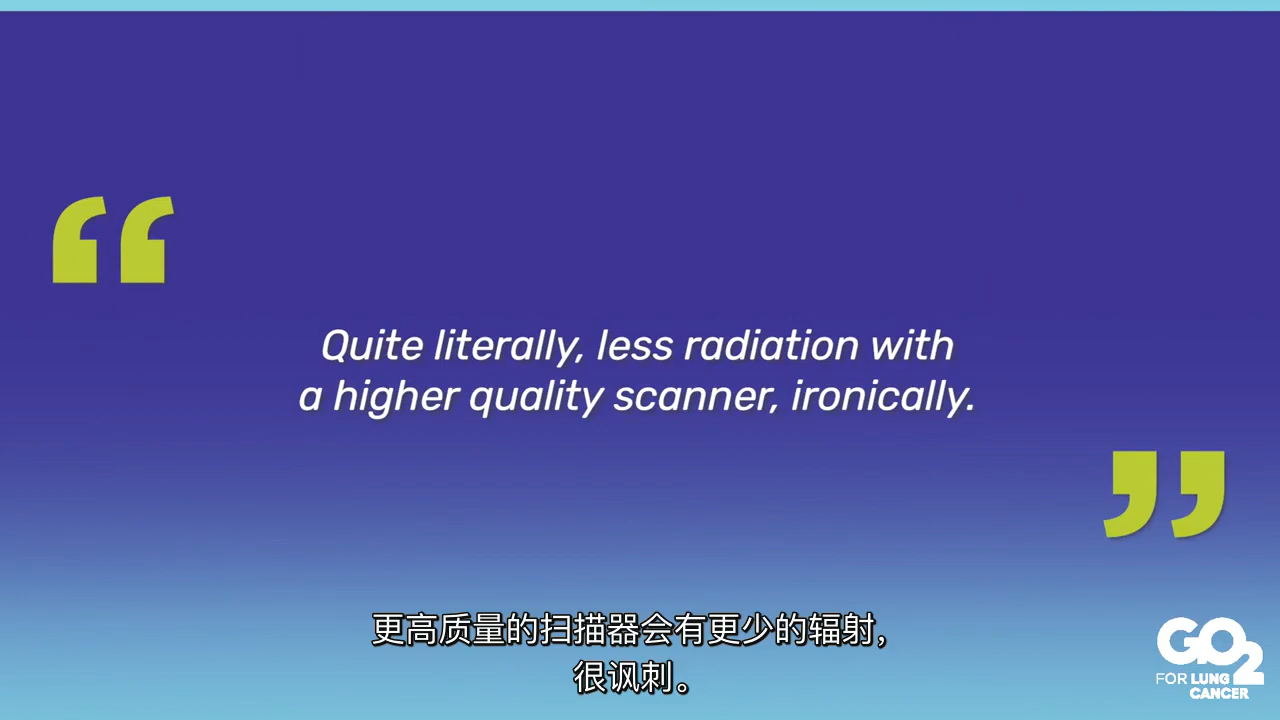 “
Quite literally, less radiation with
a higher quality scanner, ironically.
”
更高质量的扫描器会有更少的辐射,
很讽刺。
GO2
FOR LUNG
CANCER